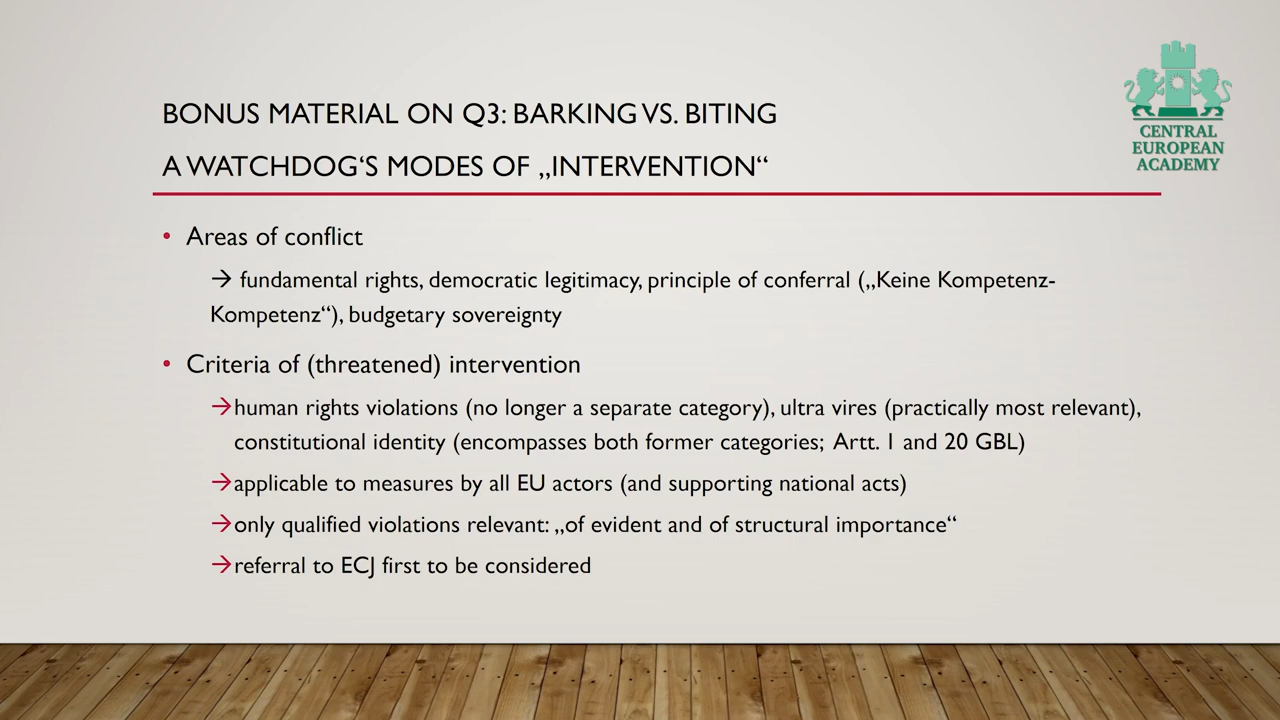 BONUS MATERIAL ON Q3: BARKING VS. BITING
A WATCHDOG‘S MODES OF „INTERVENTION“
CENTRAL
EUROPEAN
ACADEMY
• Areas of conflict
→ fundamental rights, democratic legitimacy, principle of conferral („Keine Kompetenz-
Kompetenz“), budgetary sovereignty
• Criteria of (threatened) intervention
→human rights violations (no longer a separate category), ultra vires (practically most relevant),
constitutional identity (encompasses both former categories; Artt. 1 and 20 GBL)
→applicable to measures by all EU actors (and supporting national acts)
→only qualified violations relevant: „of evident and of structural importance“
→referral to ECJ first to be considered